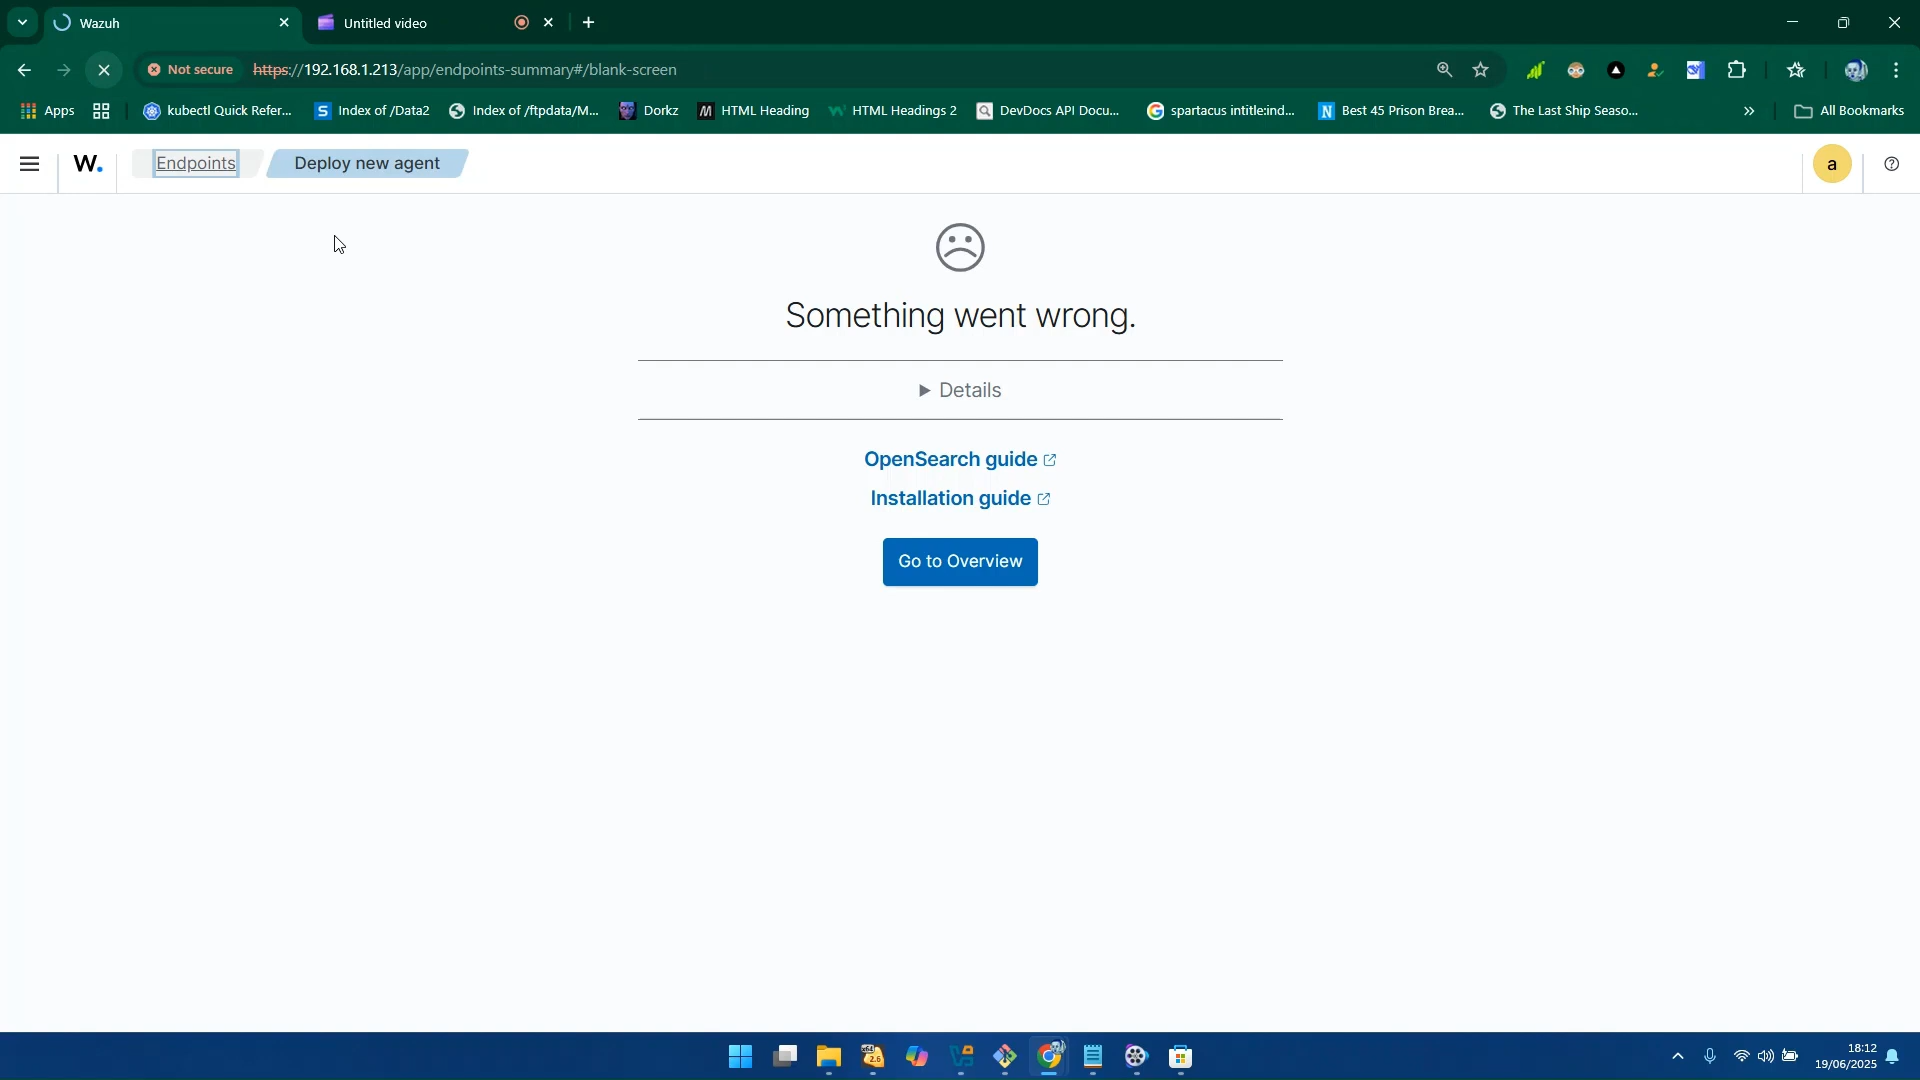 Wazuh
Untitled video
Not secure
https://192.168.1.213/app/endpoints-summary#/blank-screen
Apps
kubectl Quick Refer...
Index of /Data2
Index of /ftpdata/M...
Dorkz
HTML Heading
HTML Headings 2
DevDocs API Docu...
spartacus intitle:ind...
Best 45 Prison Brea...
The Last Ship Seaso...
»
All Bookmarks
W.
Endpoints
Deploy new agent
a
Something went wrong.
Details
OpenSearch guide
Installation guide
Go to Overview
18:12
19/06/2025